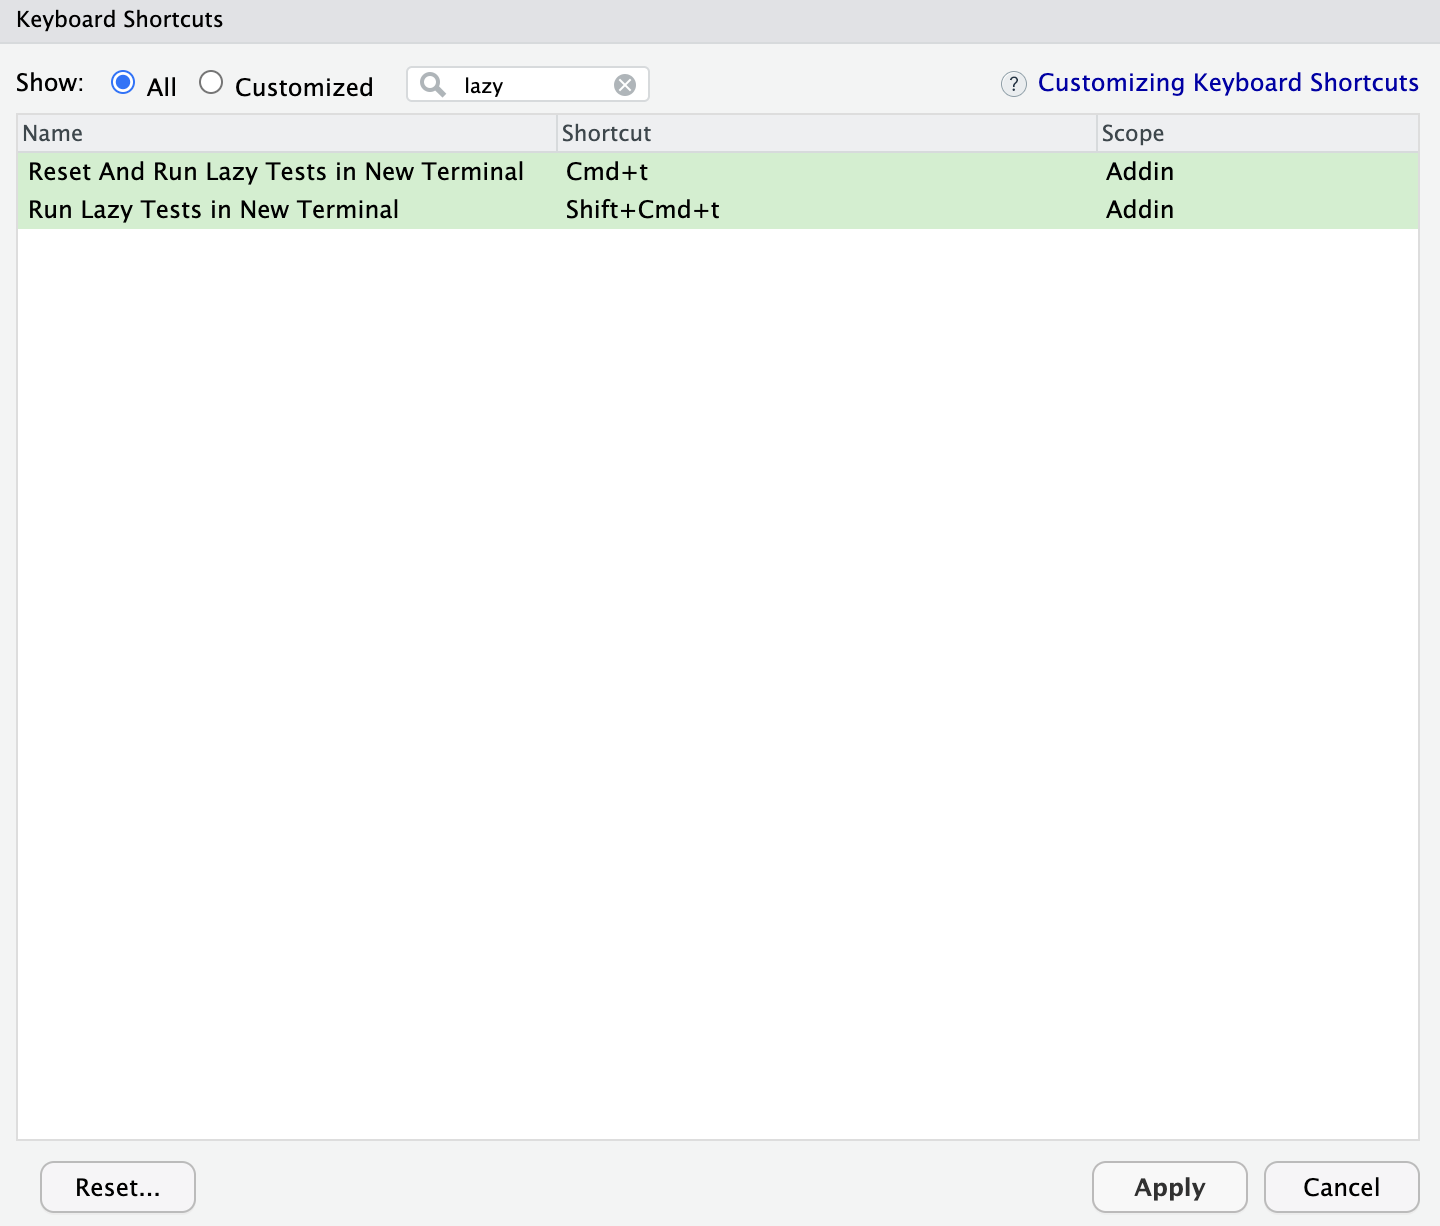 Keyboard Shortcuts
Show: All Customized lazy ? Customizing Keyboard Shortcuts
Name Shortcut Scope
Reset And Run Lazy Tests in New Terminal Cmd+t Addin
Run Lazy Tests in New Terminal Shift+Cmd+t Addin
Reset... Apply Cancel